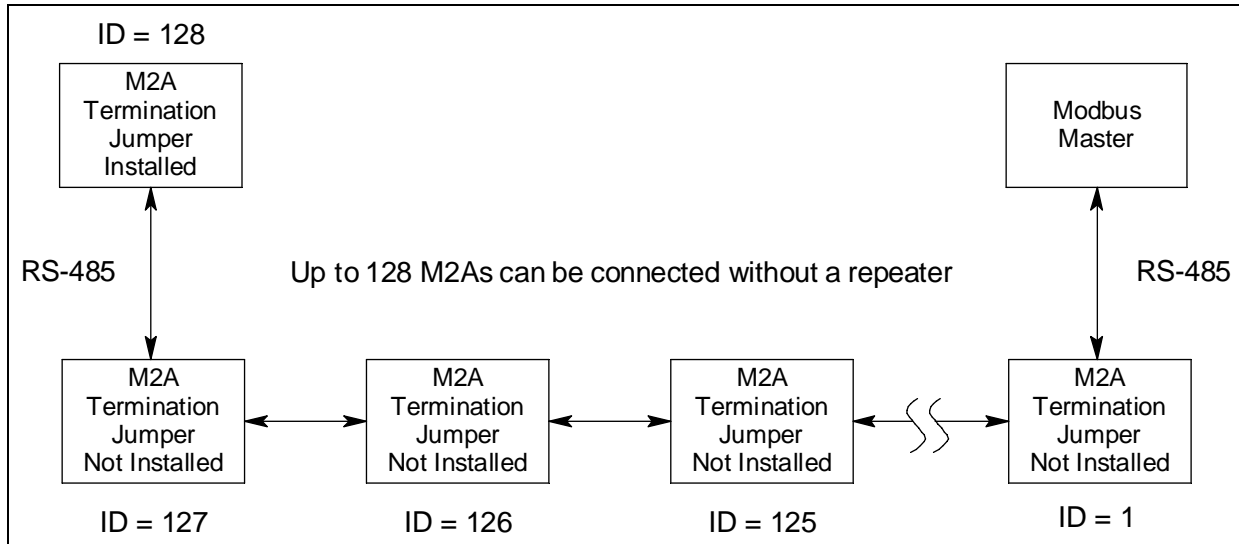 ID = 128
M2A
Termination
Jumper
Installed
Modbus
Master
RS-485
Up to 128 M2As can be connected without a repeater
RS-485
M2A
Termination
Jumper
Not Installed
M2A
Termination
Jumper
Not Installed
M2A
Termination
Jumper
Not Installed
M2A
Termination
Jumper
Not Installed
ID = 127
ID = 126
ID = 125
ID = 1